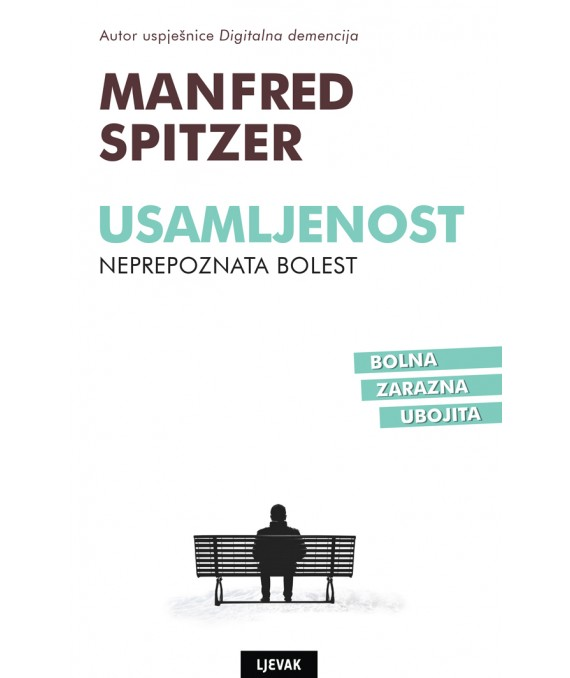 Autor uspješnice Digitalna demencija
MANFRED
SPITZER
USAMLJENOST
NEPREPOZNATA BOLEST
BOLNA
ZARAZNA
UBOJITA
LJEVAK